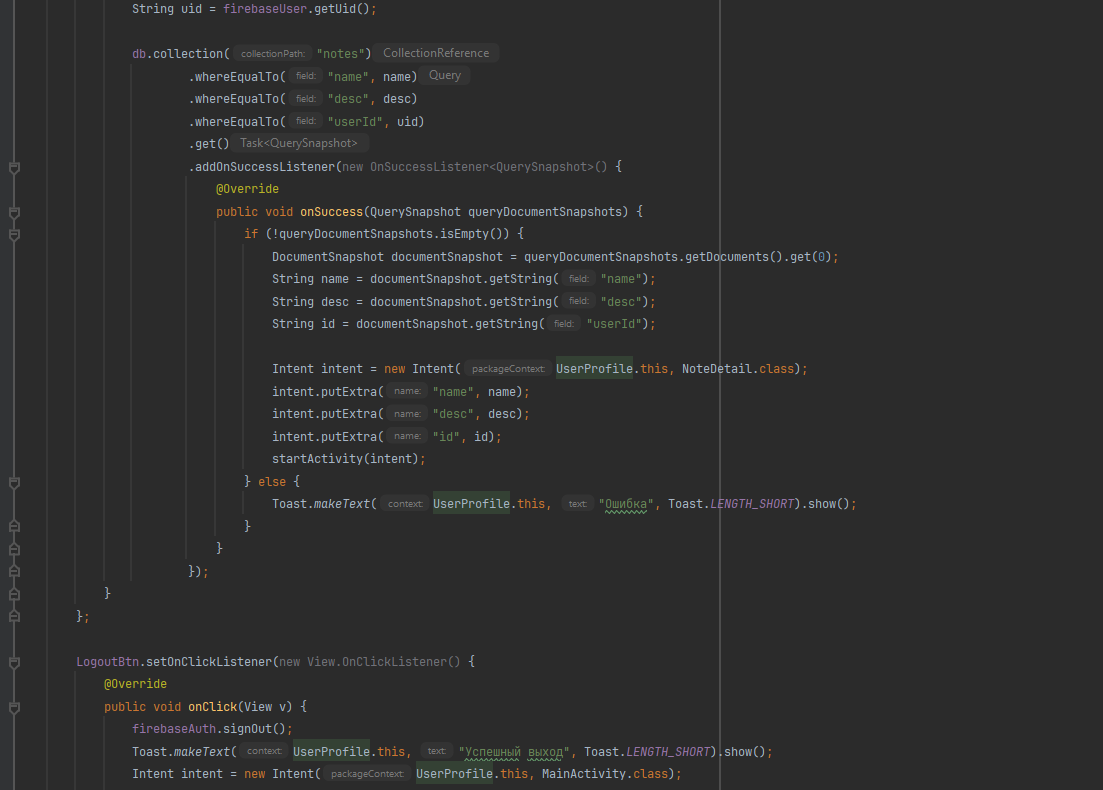 String uid = firebaseUser.getUid();
db.collection( collectionPath: "notes") CollectionReference
.whereEqualTo( field: "name", name) Query
.whereEqualTo( field: "desc", desc)
.whereEqualTo( field: "userId", uid)
.get() Task<QuerySnapshot>
.addOnSuccessListener(new OnSuccessListener<QuerySnapshot>() {
@Override
public void onSuccess(QuerySnapshot queryDocumentSnapshots) {
if (!queryDocumentSnapshots.isEmpty()) {
DocumentSnapshot documentSnapshot = queryDocumentSnapshots.getDocuments().get(0);
String name = documentSnapshot.getString( field: "name");
String desc = documentSnapshot.getString( field: "desc");
String id = documentSnapshot.getString( field: "userId");
Intent intent = new Intent( packageContext: UserProfile.this, NoteDetail.class);
intent.putExtra( name: "name", name);
intent.putExtra( name: "desc", desc);
intent.putExtra( name: "id", id);
startActivity(intent);
} else {
Toast.makeText( context: UserProfile.this, text: "Ошибка", Toast.LENGTH_SHORT).show();
}
}
});
}
};
LogoutBtn.setOnClickListener(new View.OnClickListener() {
@Override
public void onClick(View v) {
firebaseAuth.signOut();
Toast.makeText( context: UserProfile.this, text: "Успешный выход", Toast.LENGTH_SHORT).show();
Intent intent = new Intent( packageContext: UserProfile.this, MainActivity.class);